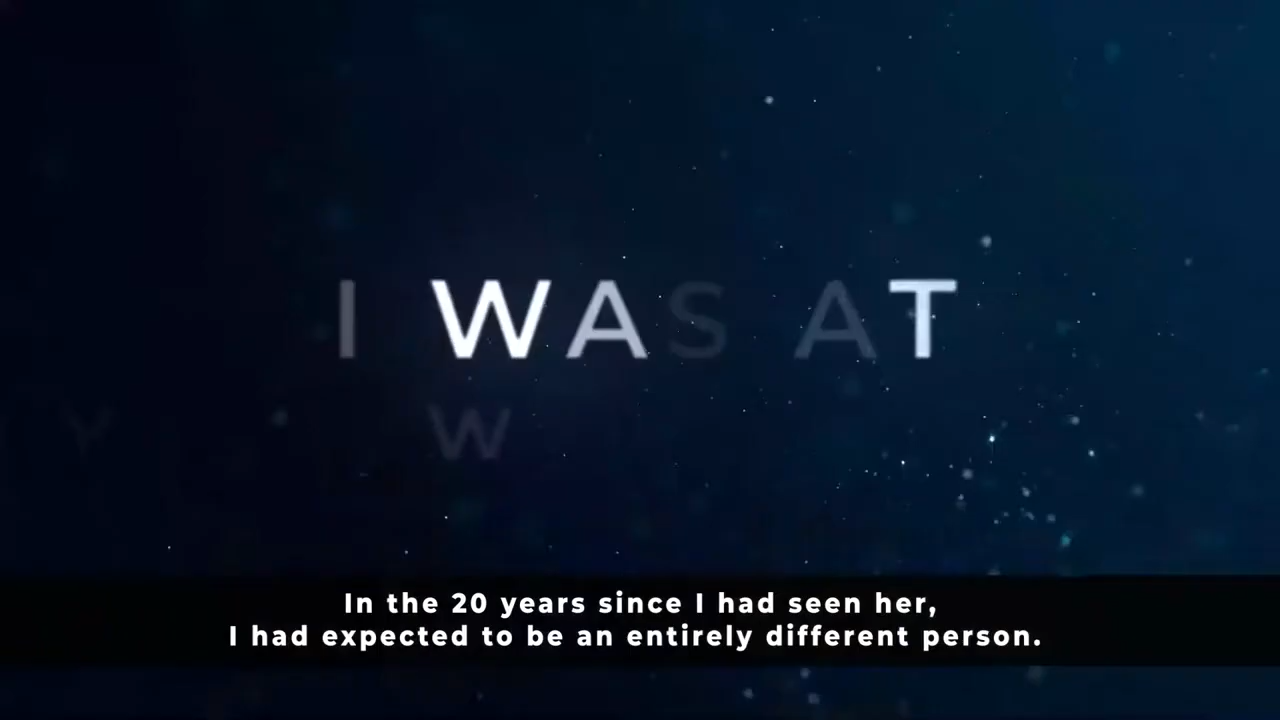 I WAS AT
In the 20 years since I had seen her,
I had expected to be an entirely different person.